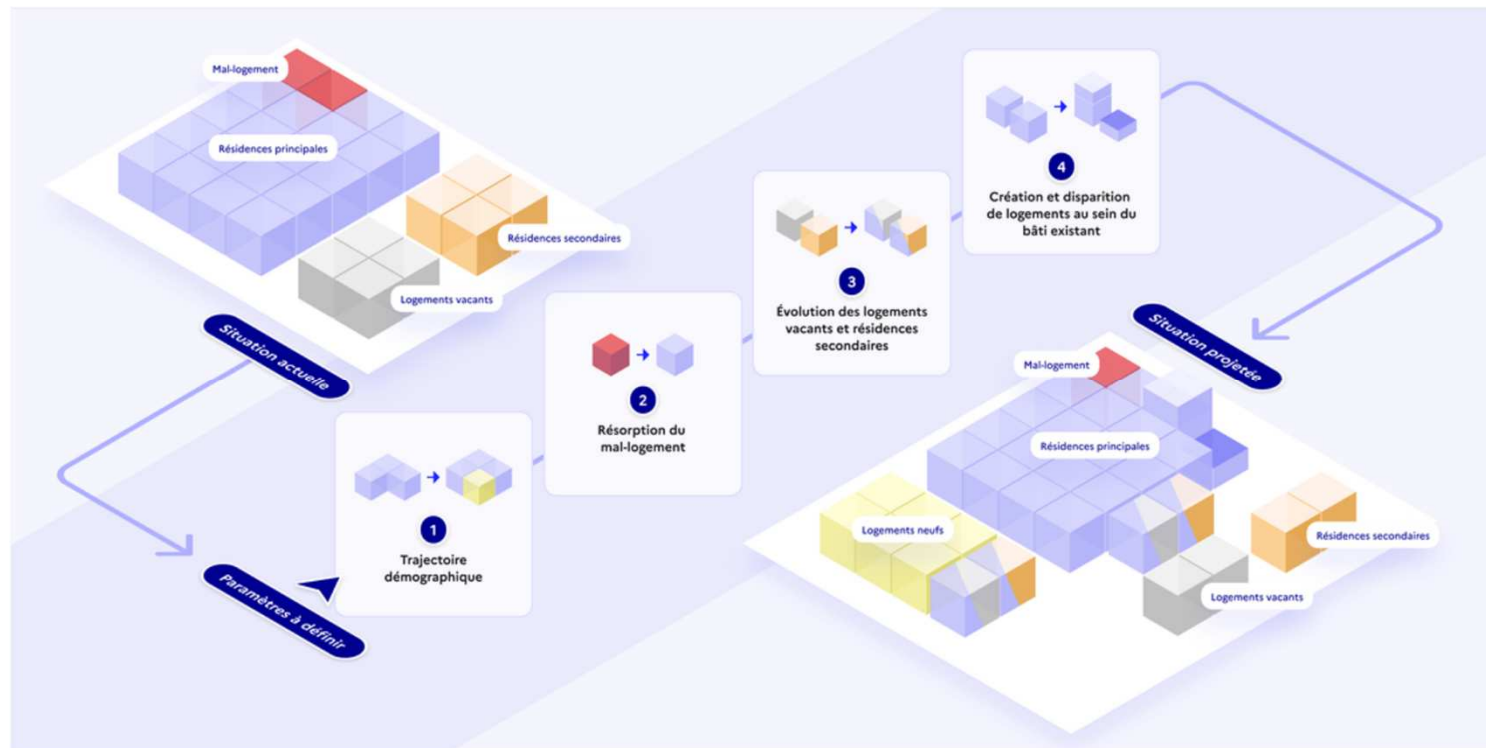 Mal-logement
Résidences principales
Résidences secondaires
Logements vacants
Situation actuelle
Paramètres à définir
1
Trajectoire
démographique
2
Résorption du
mal-logement
3
Évolution des logements
vacants et résidences
secondaires
4
Création et disparition
de logements au sein du
bâti existant
Situation projetée
Mal-logement
Résidences principales
Logements neufs
Résidences secondaires
Logements vacants